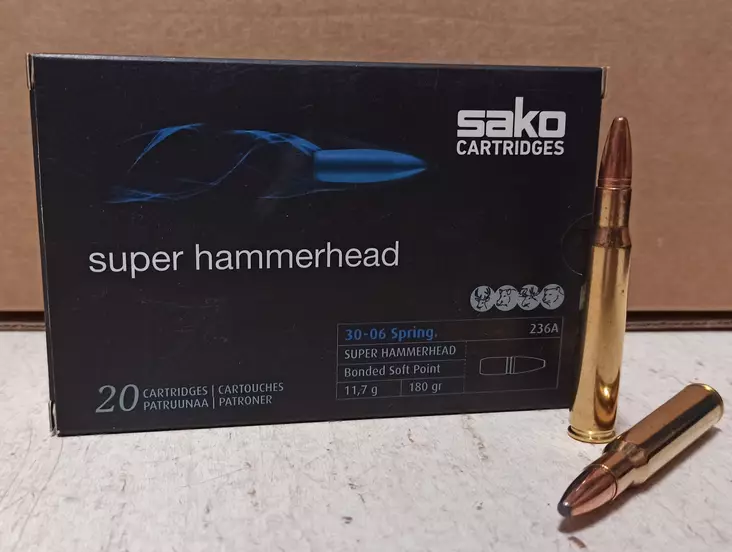 sako
CARTRIDGES
super hammerhead
30-06 Spring. 236A
SUPER HAMMERHEAD
Bonded Soft Point
11,7 g 180 gr
20 CARTRIDGES | CARTOUCHES
PATRUUNAA | PATRONER